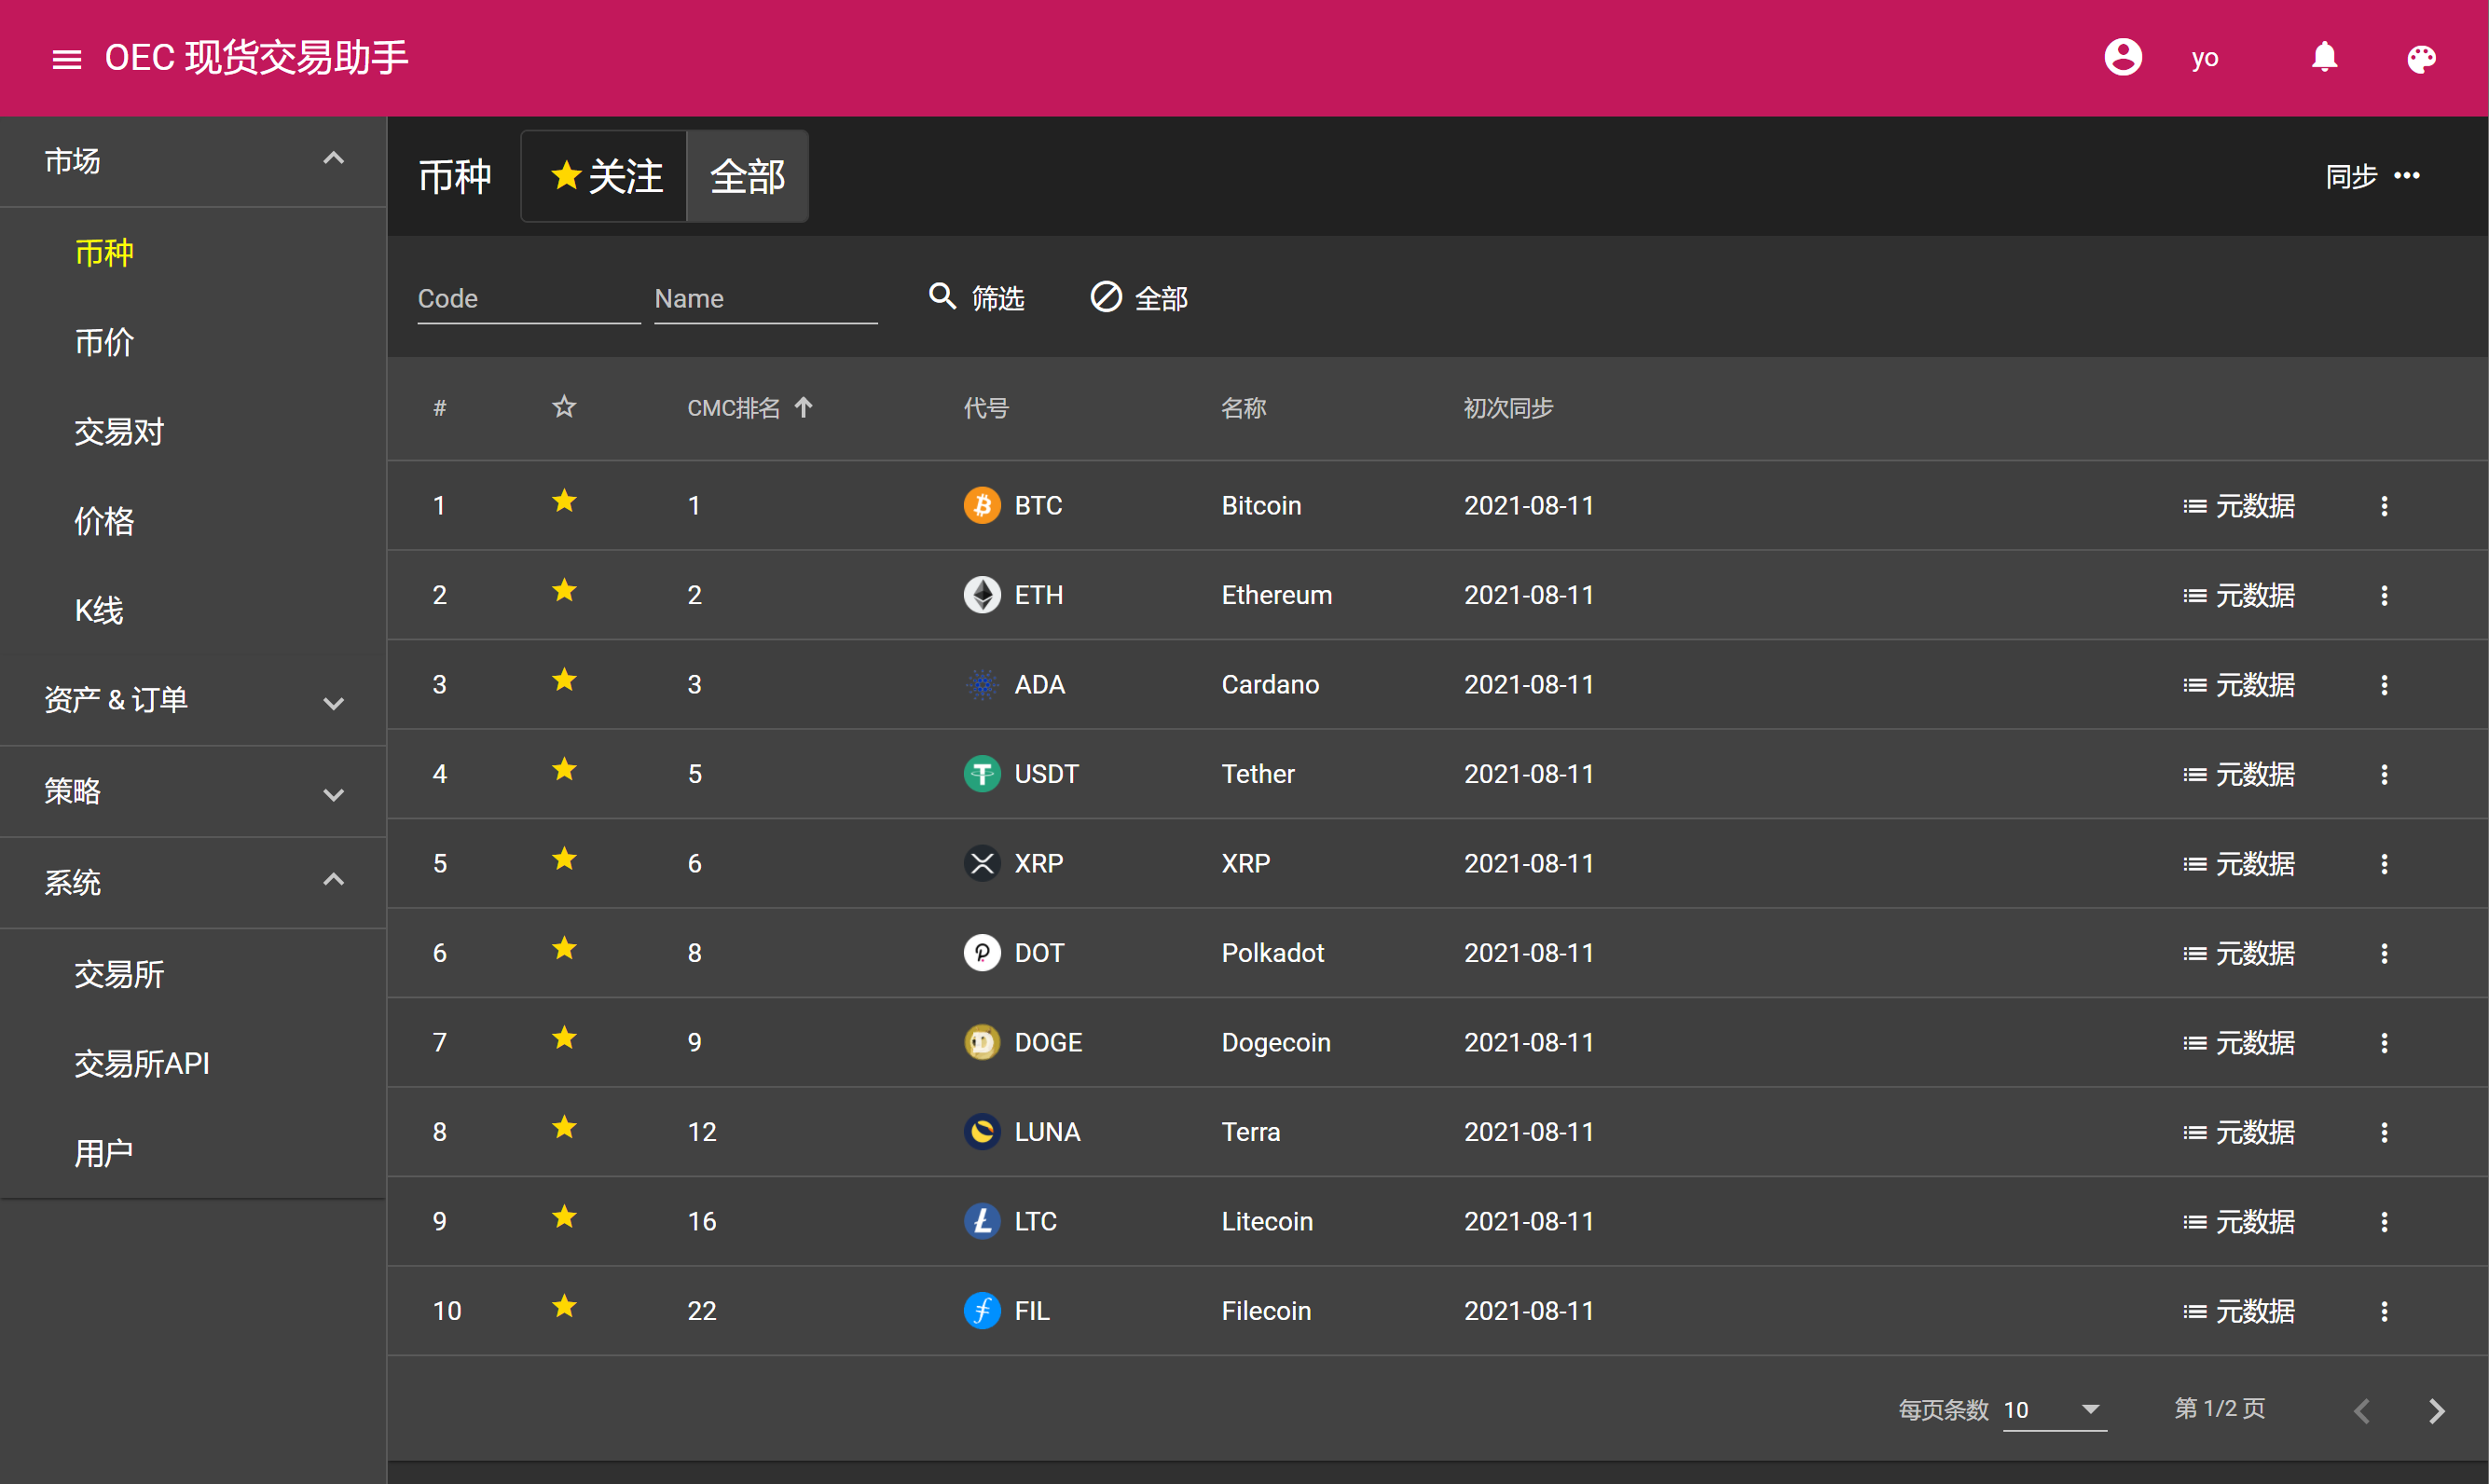 OEC 现货交易助手
yo
市场
币种
币价
交易对
价格
K线
资产 & 订单
策略
系统
交易所
交易所API
用户
币种 关注 全部
同步
Code Name 筛选 全部
# CMC排名 代号 名称 初次同步
1 1 BTC Bitcoin 2021-08-11 元数据
2 2 ETH Ethereum 2021-08-11 元数据
3 3 ADA Cardano 2021-08-11 元数据
4 5 USDT Tether 2021-08-11 元数据
5 6 XRP XRP 2021-08-11 元数据
6 8 DOT Polkadot 2021-08-11 元数据
7 9 DOGE Dogecoin 2021-08-11 元数据
8 12 LUNA Terra 2021-08-11 元数据
9 16 LTC Litecoin 2021-08-11 元数据
10 22 FIL Filecoin 2021-08-11 元数据
每页条数 10 第 1/2 页